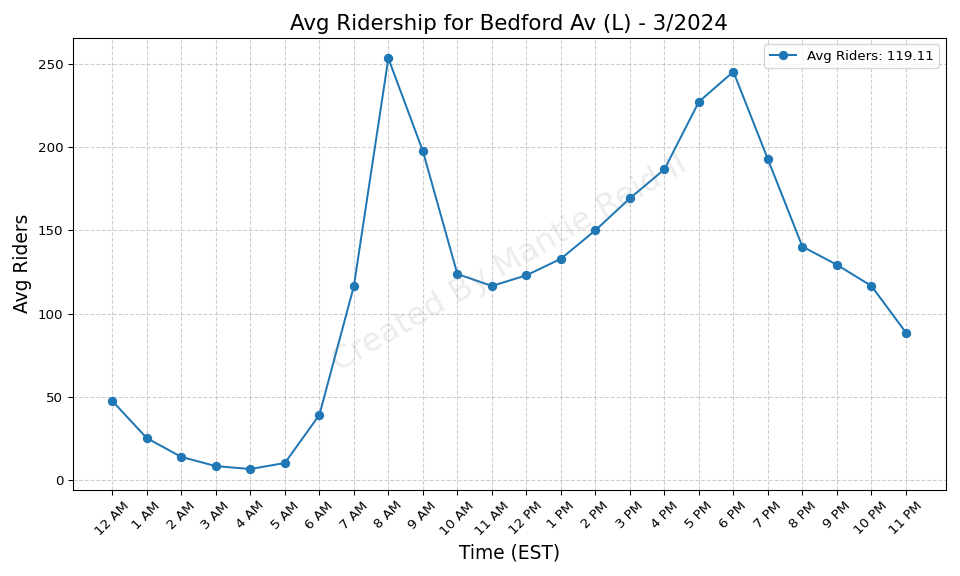 Avg Ridership for Bedford Av (L) - 3/2024
Avg Riders: 119.11
Avg Riders
250
200
150
100
50
0
Created By Mantie Reid II
12 AM
1 AM
2 AM
3 AM
4 AM
5 AM
6 AM
7 AM
8 AM
9 AM
10 AM
11 AM
12 PM
1 PM
2 PM
3 PM
4 PM
5 PM
6 PM
7 PM
8 PM
9 PM
10 PM
11 PM
Time (EST)